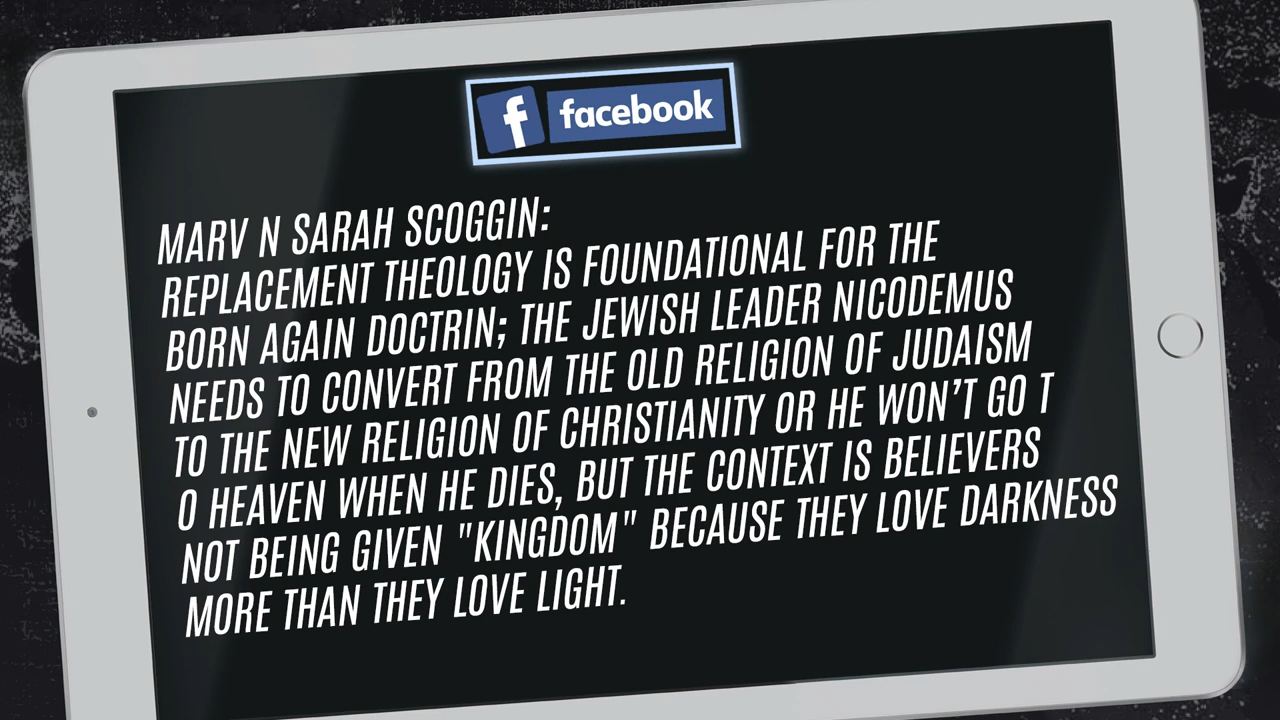 f facebook
MARV N SARAH SCOGGIN:
REPLACEMENT THEOLOGY IS FOUNDATIONAL FOR THE
BORN AGAIN DOCTRIN; THE JEWISH LEADER NICODEMUS
NEEDS TO CONVERT FROM THE OLD RELIGION OF JUDAISM
TO THE NEW RELIGION OF CHRISTIANITY OR HE WON'T GO T
O HEAVEN WHEN HE DIES, BUT THE CONTEXT IS BELIEVERS
NOT BEING GIVEN "KINGDOM" BECAUSE THEY LOVE DARKNESS
MORE THAN THEY LOVE LIGHT.